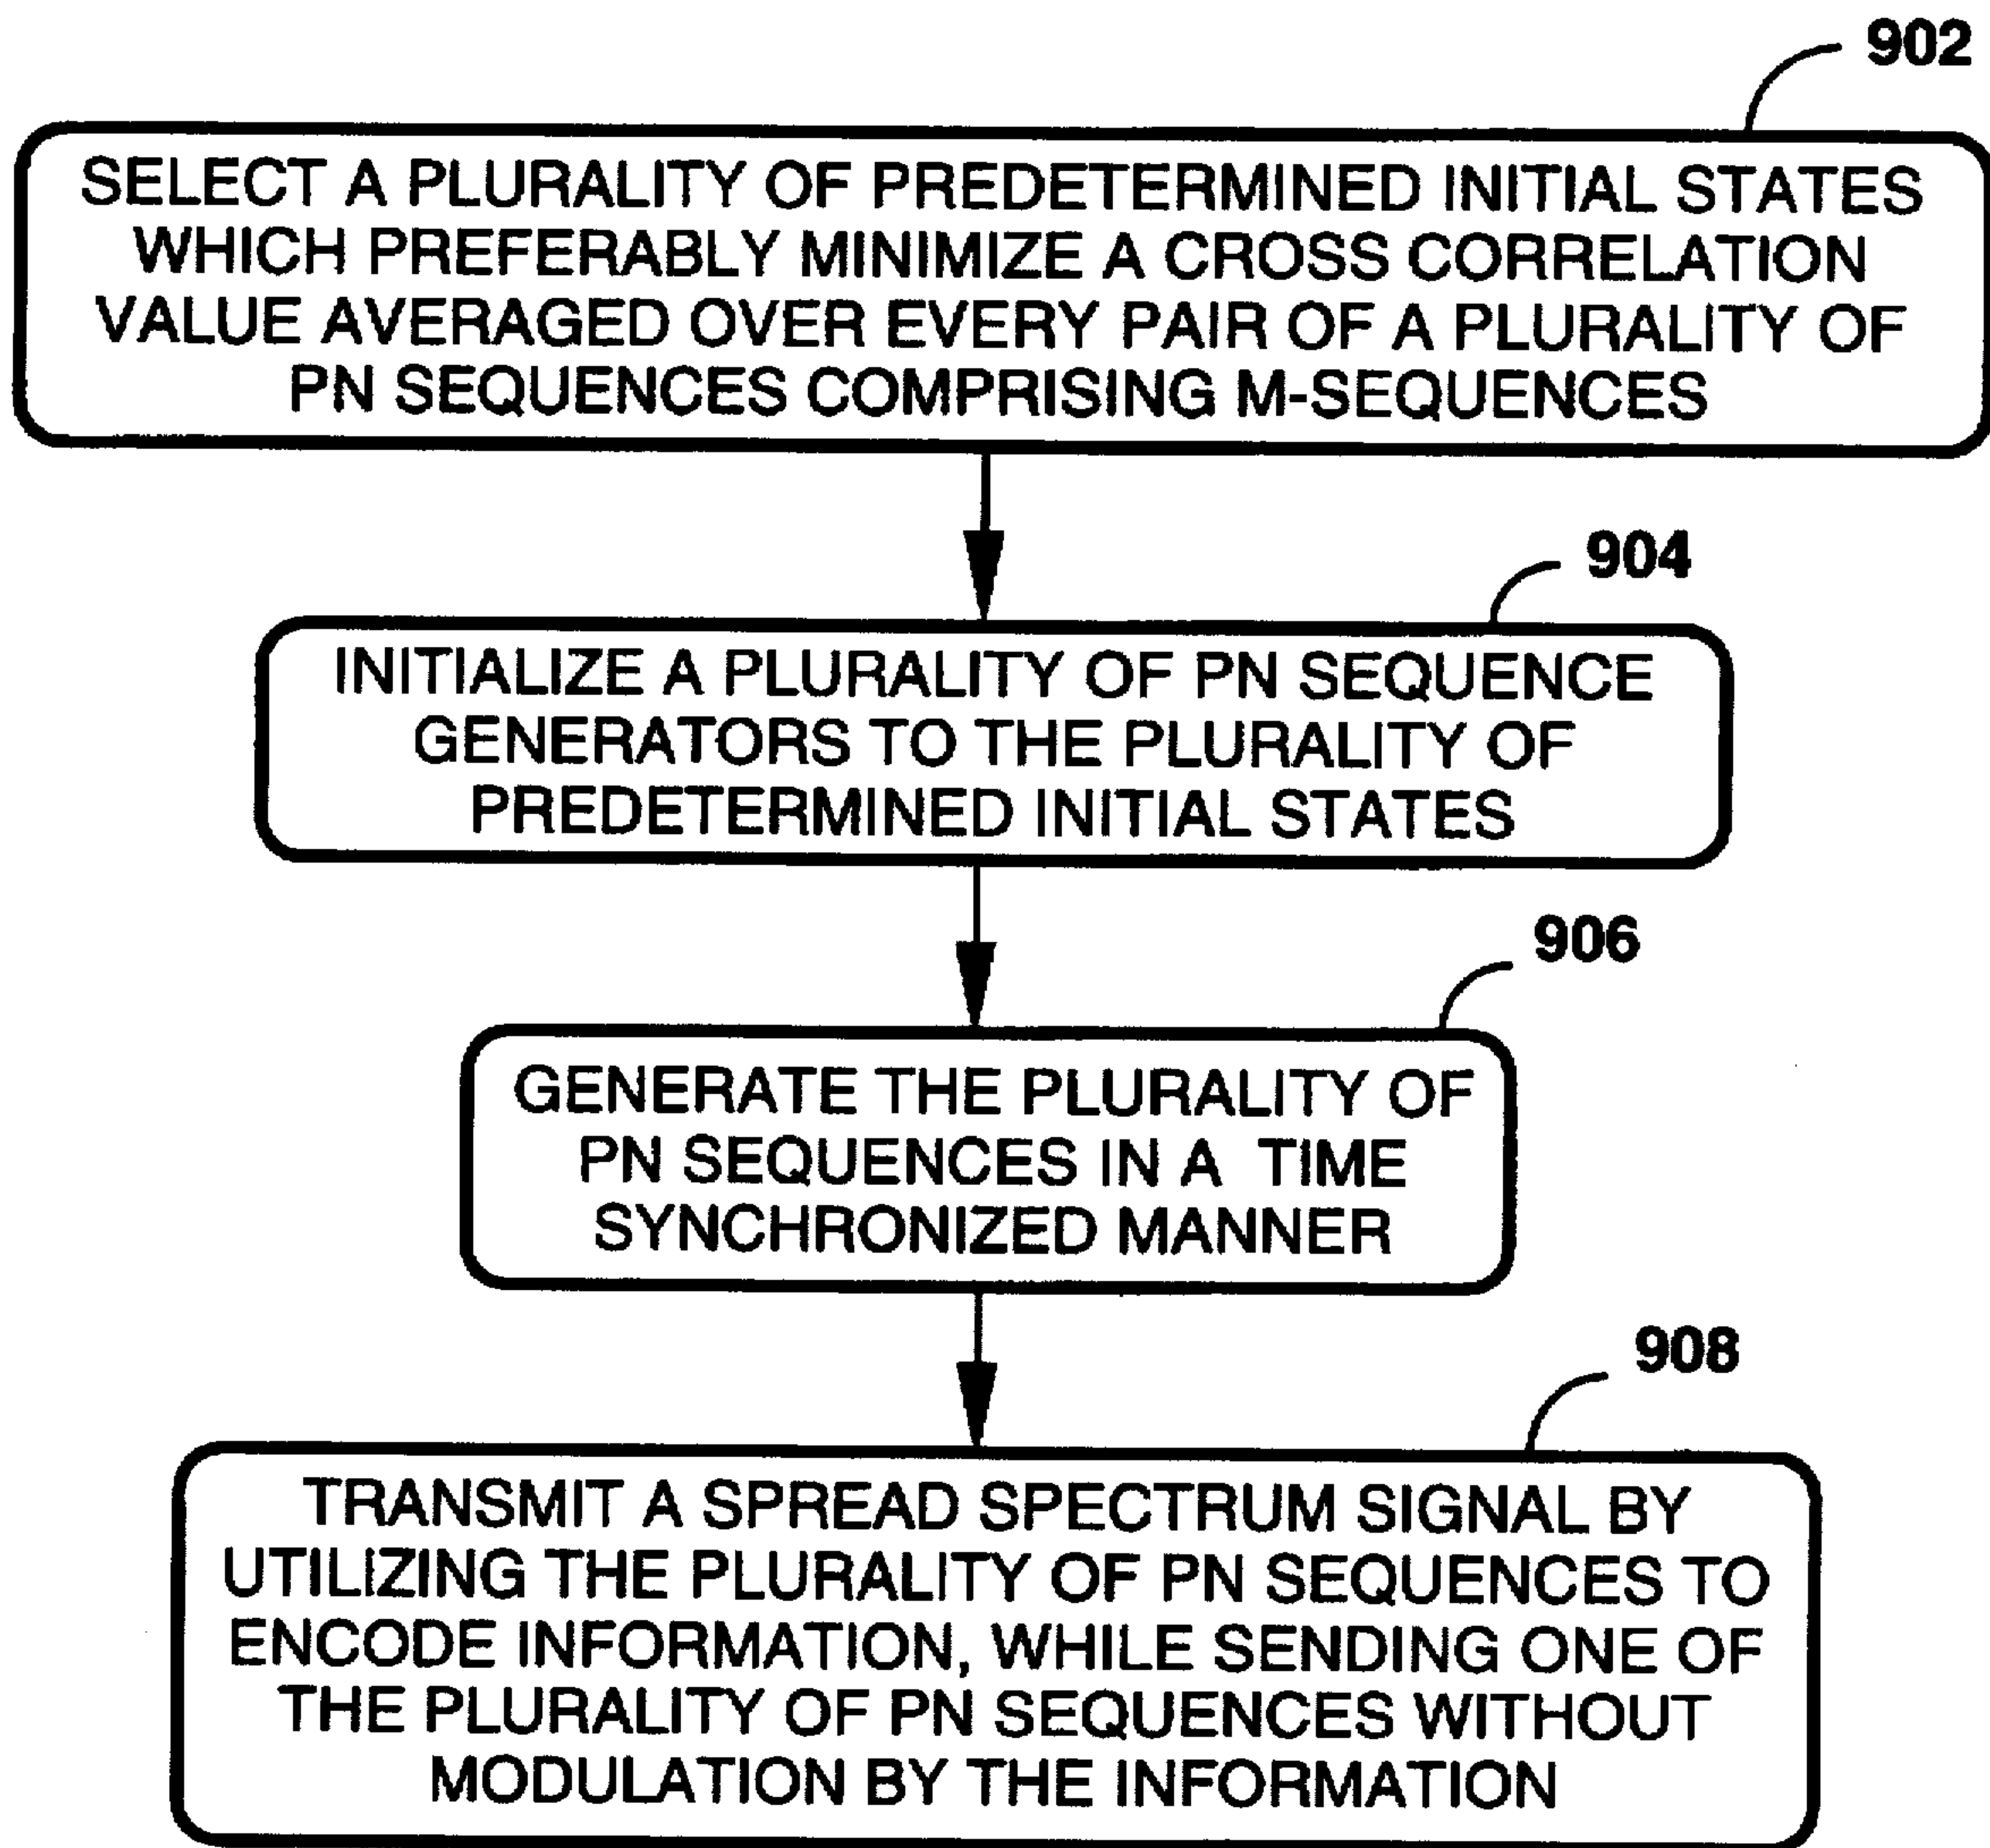 902
SELECT A PLURALITY OF PREDETERMINED INITIAL STATES
WHICH PREFERABLY MINIMIZE A CROSS CORRELATION
VALUE AVERAGED OVER EVERY PAIR OF A PLURALITY OF
PN SEQUENCES COMPRISING M-SEQUENCES
904
INITIALIZE A PLURALITY OF PN SEQUENCE
GENERATORS TO THE PLURALITY OF
PREDETERMINED INITIAL STATES
906
GENERATE THE PLURALITY OF
PN SEQUENCES IN A TIME
SYNCHRONIZED MANNER
908
TRANSMIT A SPREAD SPECTRUM SIGNAL BY
UTILIZING THE PLURALITY OF PN SEQUENCES TO
ENCODE INFORMATION, WHILE SENDING ONE OF
THE PLURALITY OF PN SEQUENCES WITHOUT
MODULATION BY THE INFORMATION